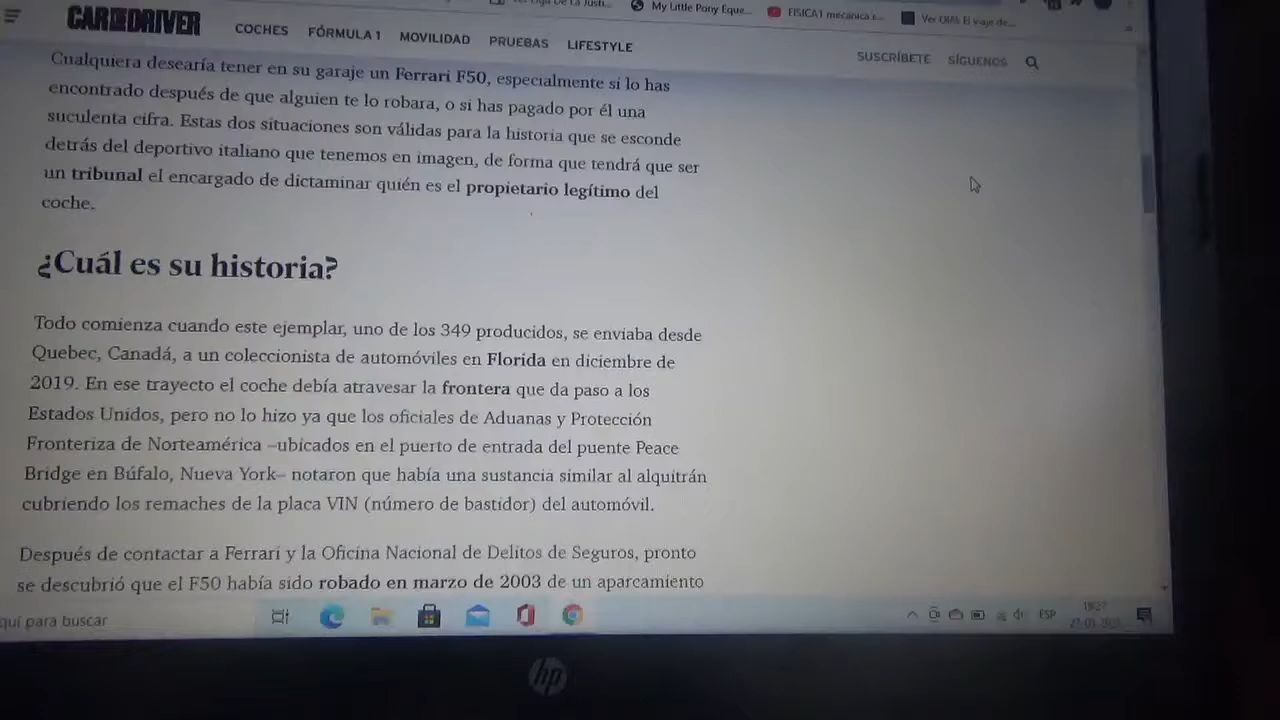 My Little Pony Eque...
FISICA I mecanica
Ver
CAR DRIVER COCHES FÓRMULA 1 MOVILIDAD PRUEBAS LIFESTYLE SUSCRÍBETE SÍGUENOS
Cualquiera desearía tener en su garaje un Ferrari F50, especialmente si lo has
encontrado después de que alguien te lo robara, o si has pagado por él una
suculenta cifra. Estas dos situaciones son válidas para la historia que se esconde
detrás del deportivo italiano que tenemos en imagen, de forma que tendrá que ser
un tribunal el encargado de dictaminar quién es el propietario legítimo del
coche.
¿Cuál es su historia?
Todo comienza cuando este ejemplar, uno de los 349 producidos, se enviaba desde
Quebec, Canadá, a un coleccionista de automóviles en Florida en diciembre de
2019. En ese trayecto el coche debía atravesar la frontera que da paso a los
Estados Unidos, pero no lo hizo ya que los oficiales de Aduanas y Protección
Fronteriza de Norteamérica –ubicados en el puerto de entrada del puente Peace
Bridge en Búfalo, Nueva York– notaron que había una sustancia similar al alquitrán
cubriendo los remaches de la placa VIN (número de bastidor) del automóvil.
Después de contactar a Ferrari y la Oficina Nacional de Delitos de Seguros, pronto
se descubrió que el F50 había sido robado en marzo de 2003 de un aparcamiento
quí para buscar
ESP
hp